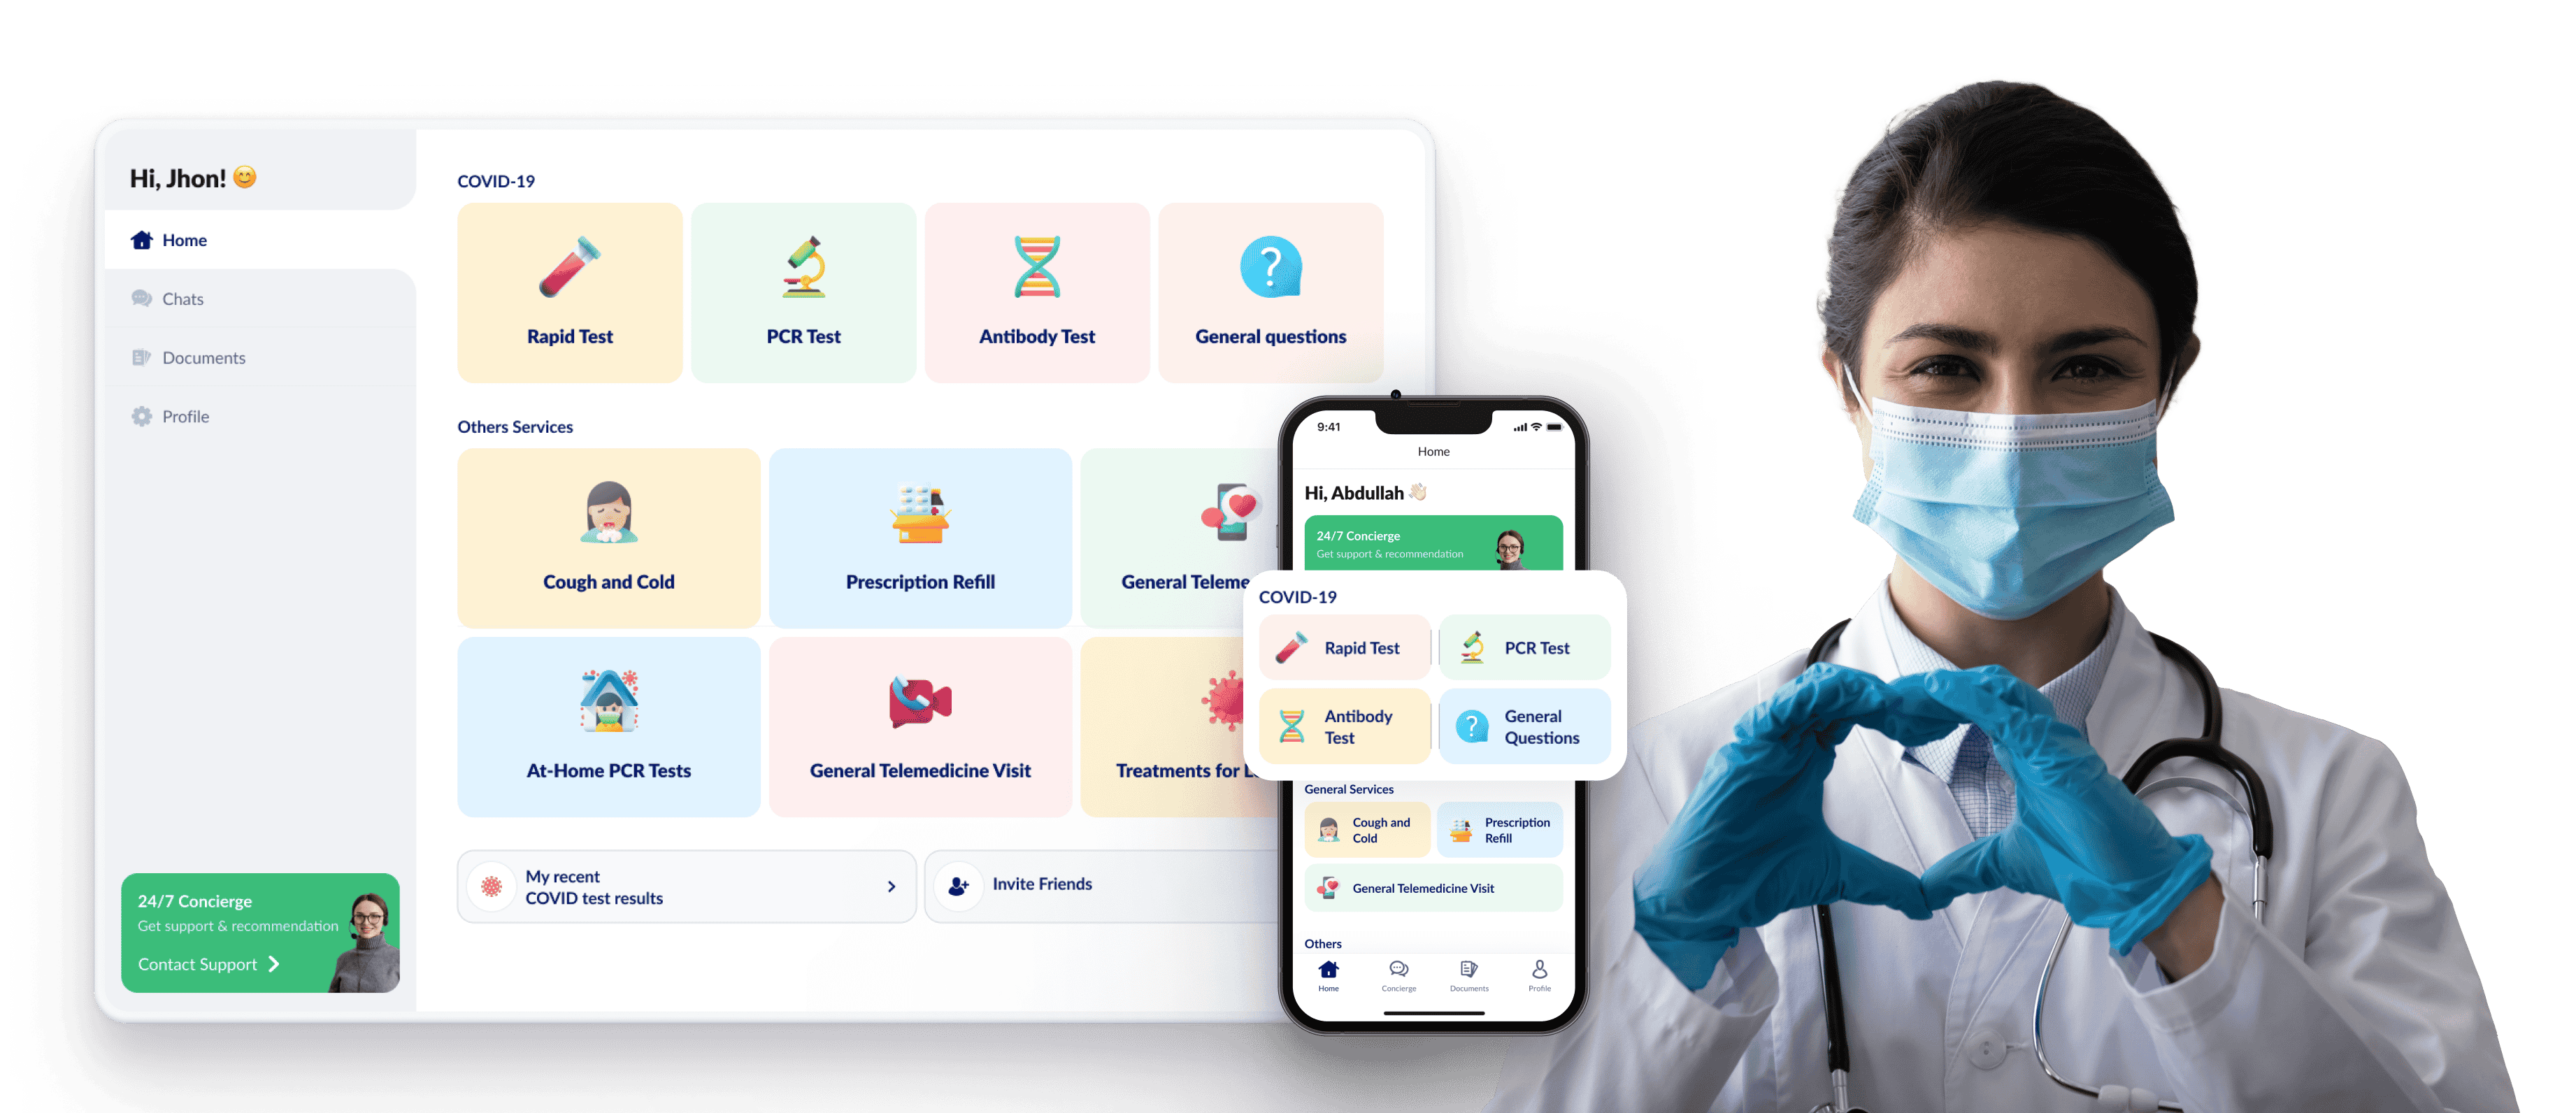 Hi, Jhon!
Home
Chats
Documents
Profile
24/7 Concierge
Get support & recommendation
Contact Support
COVID-19
Rapid Test
PCR Test
Antibody Test
General questions
Others Services
Cough and Cold
Prescription Refill
General
At-Home PCR Tests
General Telemedicine Visit
Treatments for
My recent
COVID test results
Invite Friends
9:41
Home
Hi, Abdullah
24/7 Concierge
Get support & recommendation
COVID-19
Rapid Test
PCR Test
Antibody
Test
General
Questions
General Services
Cough and
Cold
Prescription
Refill
General Telemedicine Visit
Others
Home
Concierge
Documents
Profile